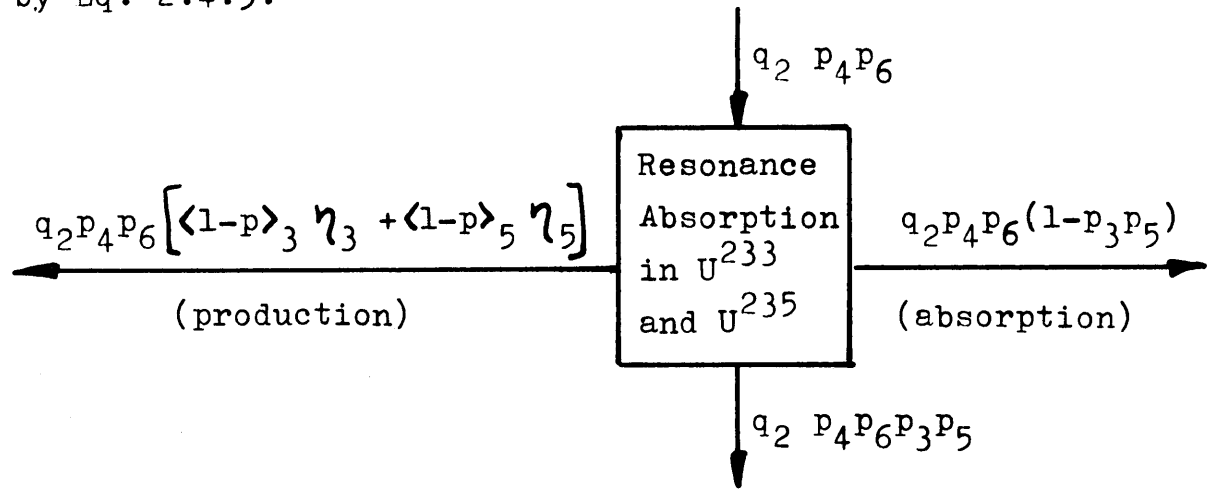 by Eq. 2.4.5.
q₂ p₄p₆
Resonance
Absorption
in U²³³
and U²³⁵
q₂p₄p₆[<1-p>₃ η₃ +<1-p>₅ η₅]
(production)
q₂p₄p₆(1-p₃p₅)
(absorption)
q₂ p₄p₆p₃p₅